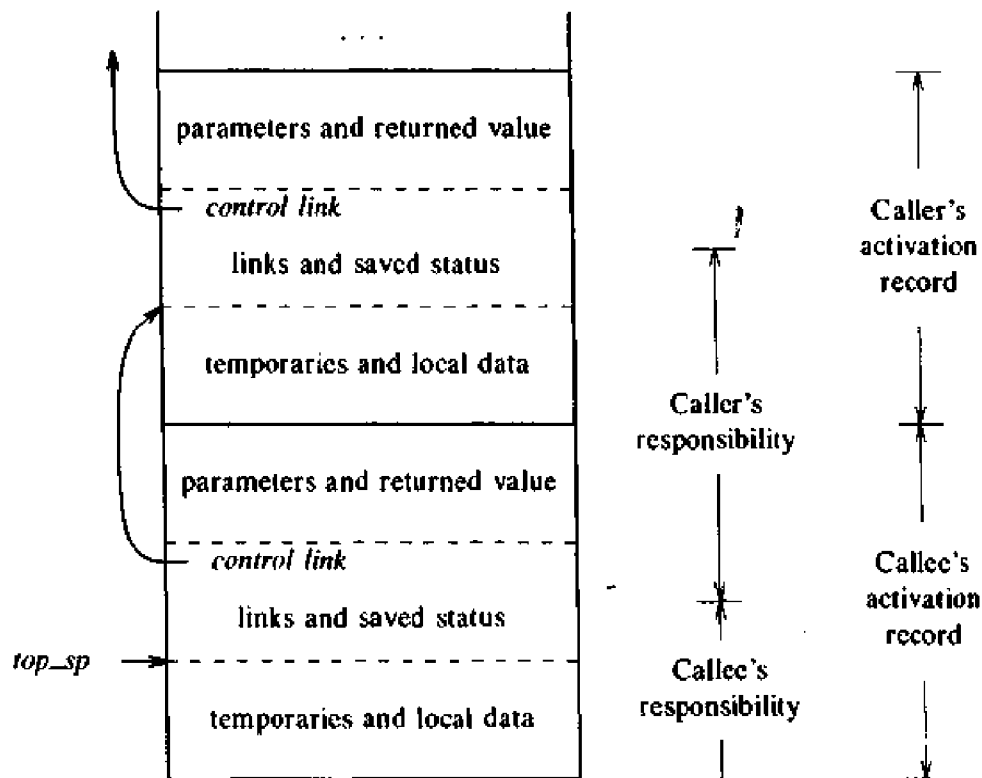 . . .
parameters and returned value
control link
links and saved status
temporaries and local data
parameters and returned value
control link
links and saved status
top_sp
temporaries and local data
Caller's
responsibility
Callee's
responsibility
Caller's
activation
record
Callee's
activation
record